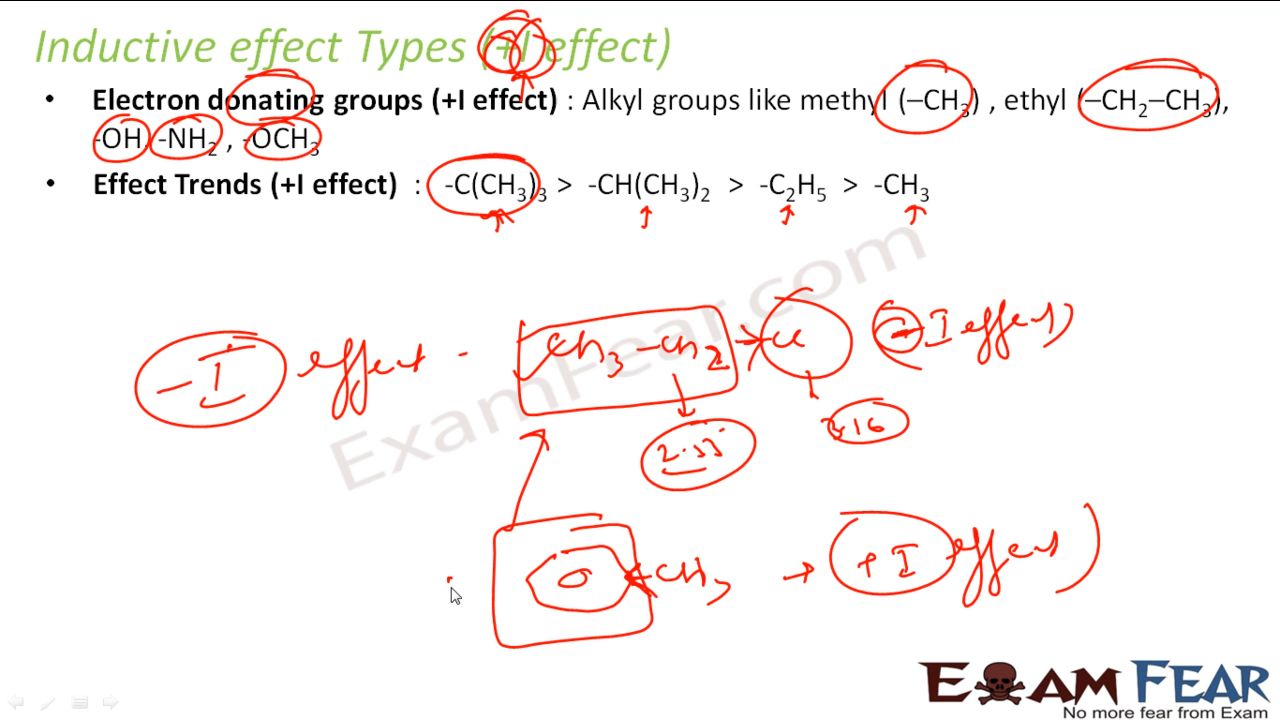 Inductive effect Types (+I effect)
• Electron donating groups (+I effect) : Alkyl groups like methyl (–CH₃) , ethyl (–CH₂–CH₃),
-OH, -NH₂ , -OCH₃
• Effect Trends (+I effect) : -C(CH₃)₃ > -CH(CH₃)₂ > -C₂H₅ > -CH₃
-I effect - CH₃-CH₂→Cl (-I effect)
2.55 3.16
CH₃ → +I effect)
ExamFear.com
EXAM FEAR
No more fear from Exam